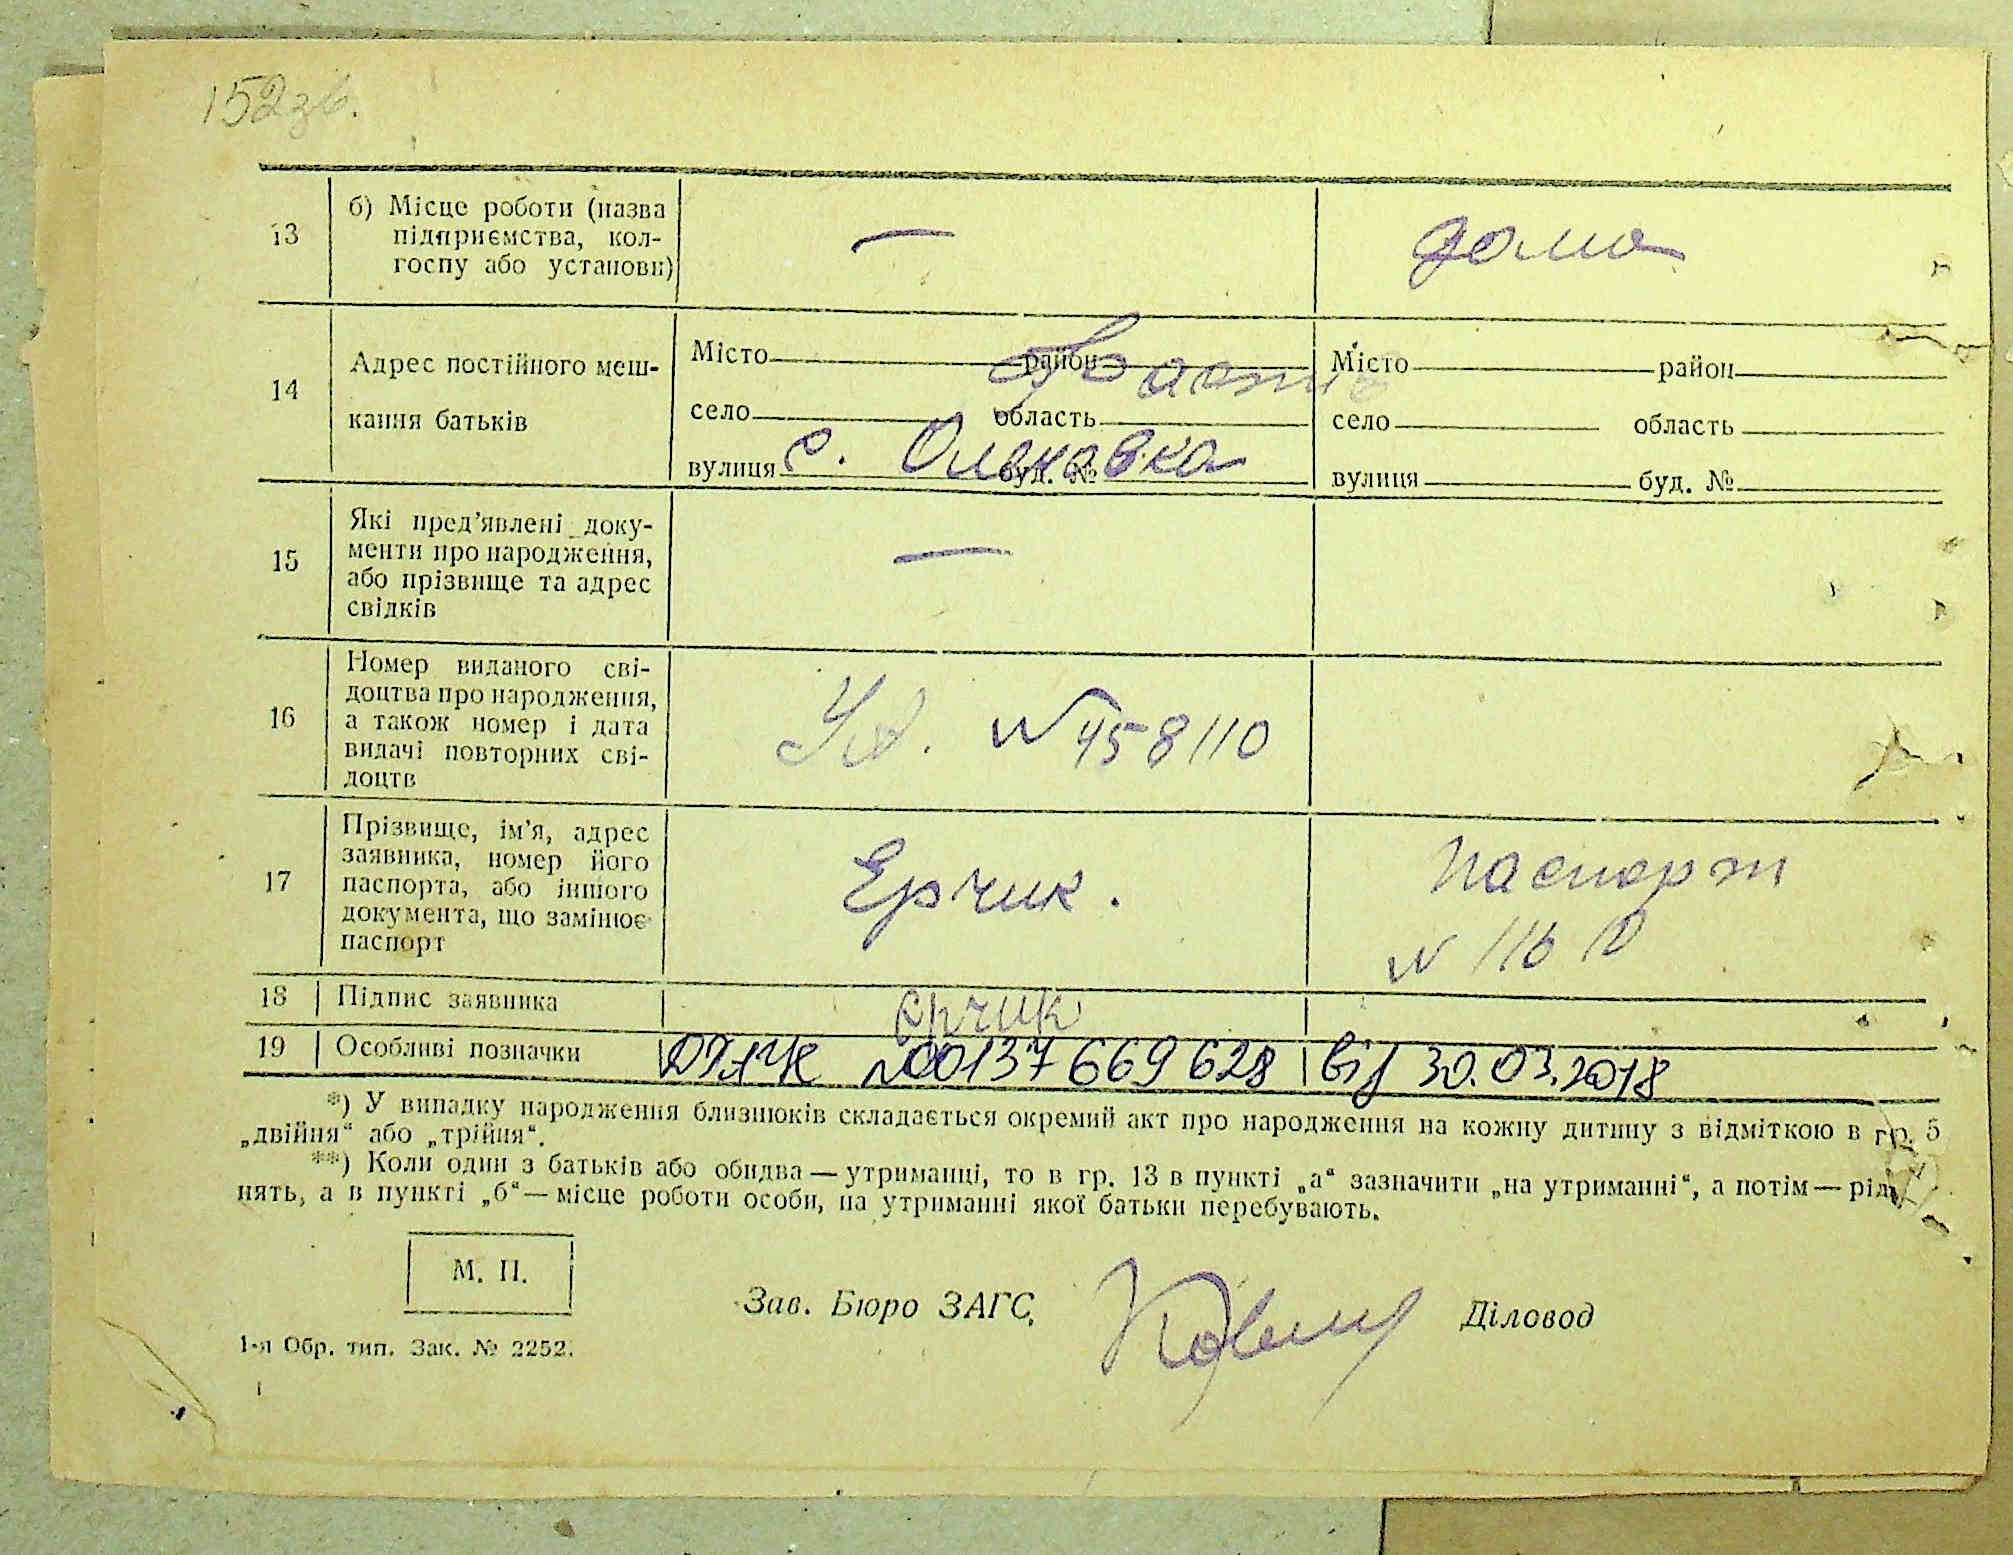 152зв.
13
б) Місце роботи (назва
підприємства, кол-
госпу або установи)
—
дома
14
Адрес постійного меш-
кання батьків
Місто район
село область
с. Ольховка
вулиця буд. №
Місто район
село область
вулиця буд. №
15
Які пред'явлені доку-
менти про народження,
або прізвище та адрес
свідків
—
16
Номер виданого сві-
доцтва про народження,
а також номер і дата
видачі повторних сві-
доцтв
№ 458110
17
Прізвище, ім'я, адрес
заявника, номер його
паспорта, або іншого
документа, що замінює
паспорт
Ерчик.
паспорт
18 Підпис заявника
ерчик
19 Особливі позначки
№00137669628 від 30.03.2018
*) У випадку народження близнюків складається окремий акт про народження на кожну дитину з відміткою в гр. 5
„двійня“ або „трійня“.
**) Коли один з батьків або обидва — утриманці, то в гр. 13 в пункті „а“ зазначити „на утриманні“, а потім — рід
нять, а в пункті „б“ — місце роботи особи, на утриманні якої батьки перебувають.
М. П.
Зав. Бюро ЗАГС
Діловод
1-я Обр. тип. Зак. № 2252.